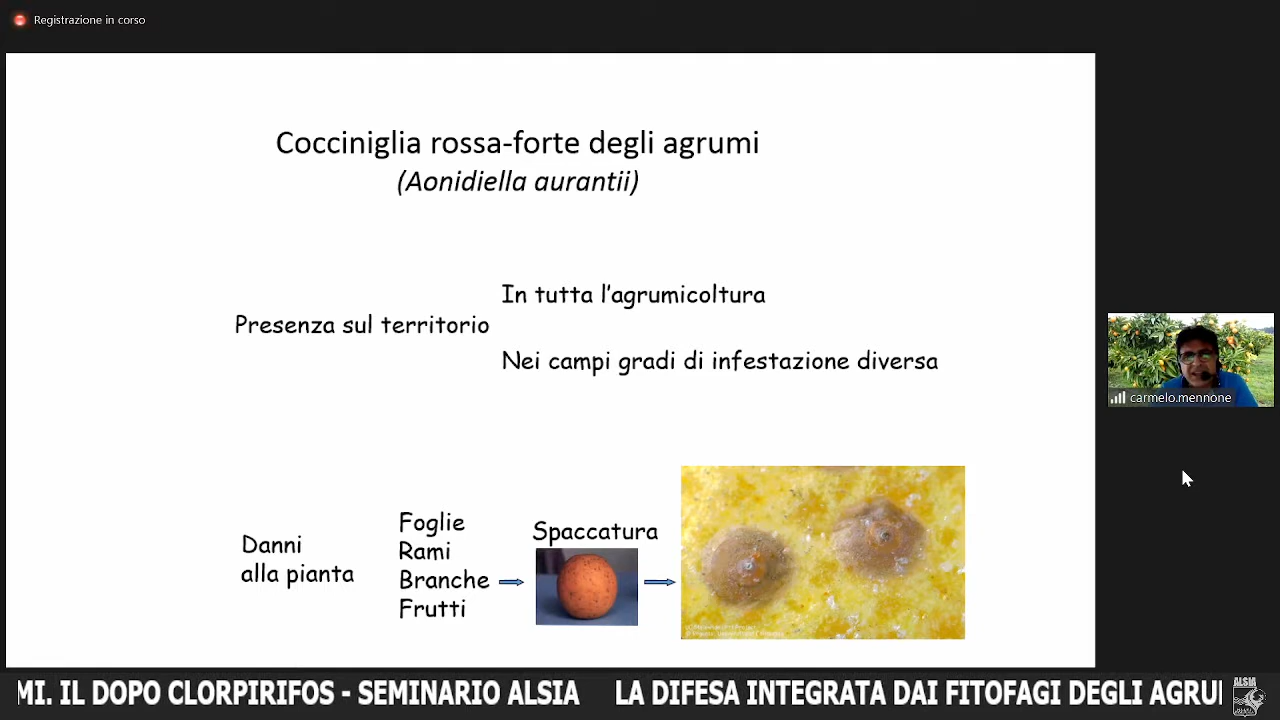 Registrazione in corso
Cocciniglia rossa-forte degli agrumi
(Aonidiella aurantii)
In tutta l'agrumicoltura
Presenza sul territorio
Nei campi gradi di infestazione diversa
Danni
alla pianta
Foglie
Rami
Branche
Frutti
Spaccatura
carmelo.mennone
MI. IL DOPO CLORPIRIFOS - SEMINARIO ALSIA LA DIFESA INTEGRATA DAI FITOFAGI DEGLI AGRU
ALSIA